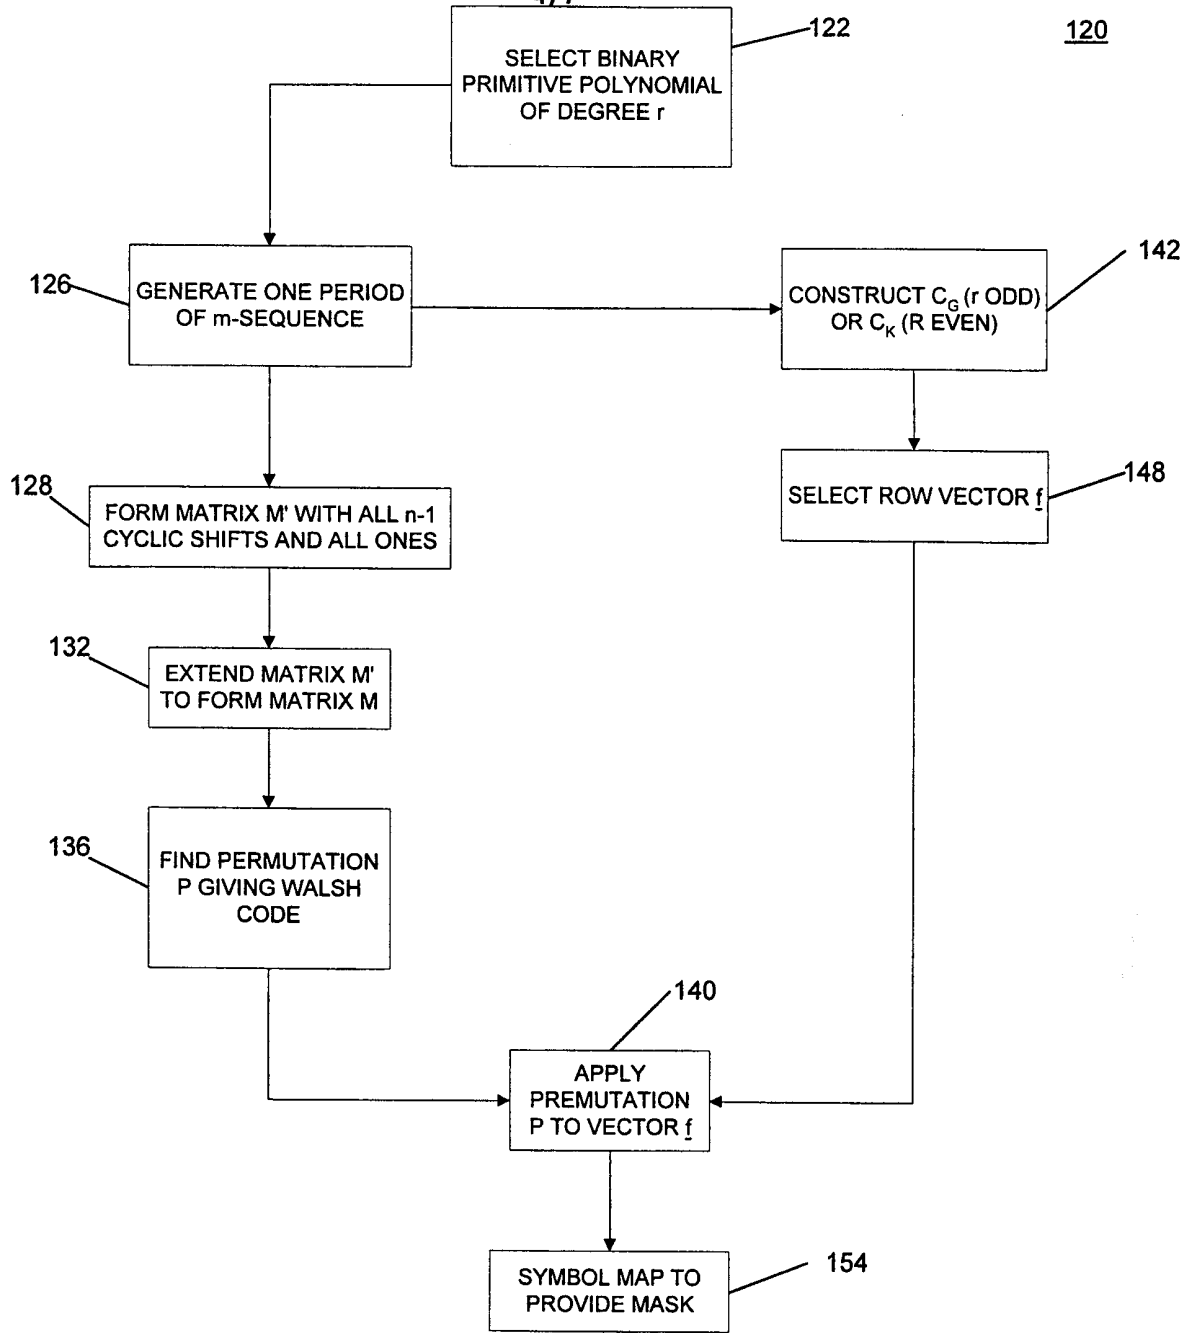 122
120
SELECT BINARY
PRIMITIVE POLYNOMIAL
OF DEGREE r
126
GENERATE ONE PERIOD
OF m-SEQUENCE
142
CONSTRUCT C_G (r ODD)
OR C_K (R EVEN)
128
FORM MATRIX M' WITH ALL n-1
CYCLIC SHIFTS AND ALL ONES
148
SELECT ROW VECTOR f
132
EXTEND MATRIX M'
TO FORM MATRIX M
136
FIND PERMUTATION
P GIVING WALSH
CODE
140
APPLY
PREMUTATION
P TO VECTOR f
154
SYMBOL MAP TO
PROVIDE MASK